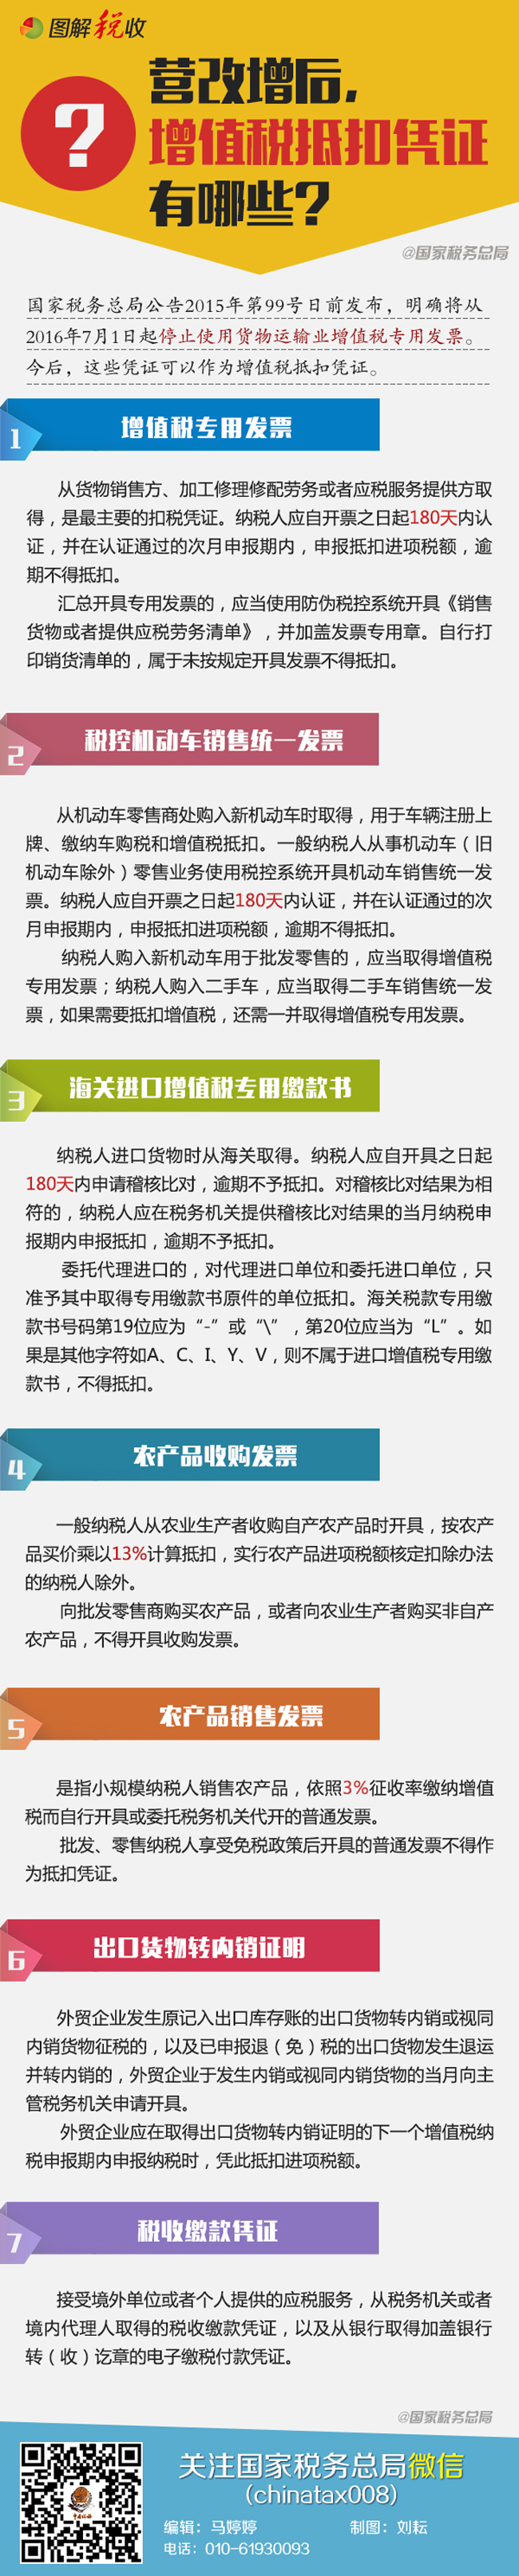 图解税收
?
营改增后,
增值税抵扣凭证
有哪些?
@国家税务总局
国家税务总局公告2015年第99号日前发布，明确将从
2016年7月1日起停止使用货物运输业增值税专用发票。
今后，这些凭证可以作为增值税抵扣凭证。
1 增值税专用发票
从货物销售方、加工修理修配劳务或者应税服务提供方取
得，是最主要的扣税凭证。纳税人应自开票之日起180天内认
证，并在认证通过的次月申报期内，申报抵扣进项税额，逾
期不得抵扣。
汇总开具专用发票的，应当使用防伪税控系统开具《销售
货物或者提供应税劳务清单》，并加盖发票专用章。自行打
印销货清单的，属于未按规定开具发票不得抵扣。
2 税控机动车销售统一发票
从机动车零售商处购入新机动车时取得，用于车辆注册上
牌、缴纳车购税和增值税抵扣。一般纳税人从事机动车（旧
机动车除外）零售业务使用税控系统开具机动车销售统一发
票。纳税人应自开票之日起180天内认证，并在认证通过的次
月申报期内，申报抵扣进项税额，逾期不得抵扣。
纳税人购入新机动车用于批发零售的，应当取得增值税
专用发票；纳税人购入二手车，应当取得二手车销售统一发
票，如果需要抵扣增值税，还需一并取得增值税专用发票。
3 海关进口增值税专用缴款书
纳税人进口货物时从海关取得。纳税人应自开具之日起
180天内申请稽核比对，逾期不予抵扣。对稽核比对结果为相
符的，纳税人应在税务机关提供稽核比对结果的当月纳税申
报期内申报抵扣，逾期不予抵扣。
委托代理进口的，对代理进口单位和委托进口单位，只
准予其中取得专用缴款书原件的单位抵扣。海关税款专用缴
款书号码第19位应为“-”或“\”，第20位应当为“L”。如
果是其他字符如A、C、I、Y、V，则不属于进口增值税专用缴
款书，不得抵扣。
4 农产品收购发票
一般纳税人从农业生产者收购自产农产品时开具，按农产
品买价乘以13%计算抵扣，实行农产品进项税额核定扣除办法
的纳税人除外。
向批发零售商购买农产品，或者向农业生产者购买非自产
农产品，不得开具收购发票。
5 农产品销售发票
是指小规模纳税人销售农产品，依照3%征收率缴纳增值
税而自行开具或委托税务机关代开的普通发票。
批发、零售纳税人享受免税政策后开具的普通发票不得作
为抵扣凭证。
6 出口货物转内销证明
外贸企业发生原记入出口库存账的出口货物转内销或视同
内销货物征税的，以及已申报退（免）税的出口货物发生退运
并转内销的，外贸企业于发生内销或视同内销货物的当月向主
管税务机关申请开具。
外贸企业应在取得出口货物转内销证明的下一个增值税纳
税申报期内申报纳税时，凭此抵扣进项税额。
7 税收缴款凭证
接受境外单位或者个人提供的应税服务，从税务机关或者
境内代理人取得的税收缴款凭证，以及从银行取得加盖银行
转（收）讫章的电子缴税付款凭证。
@国家税务总局
关注国家税务总局微信
(chinatax008)
编辑：马婷婷 制图：刘耘
电话：010-61930093